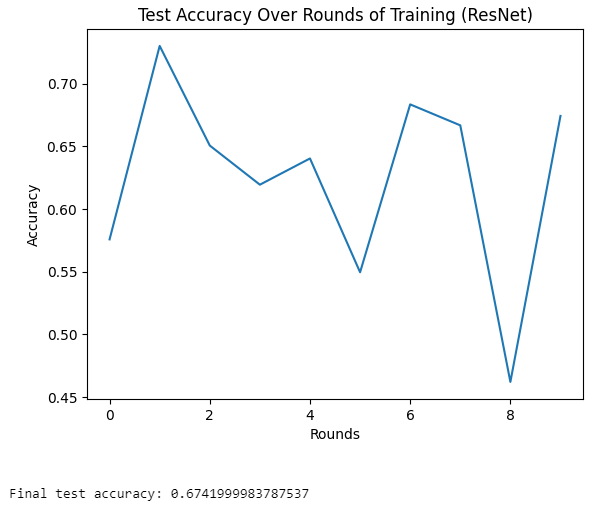 Test Accuracy Over Rounds of Training (ResNet)
0.70
0.65
0.60
0.55
0.50
0.45
Accuracy
0 2 4 6 8
Rounds
Final test accuracy: 0.6741999983787537